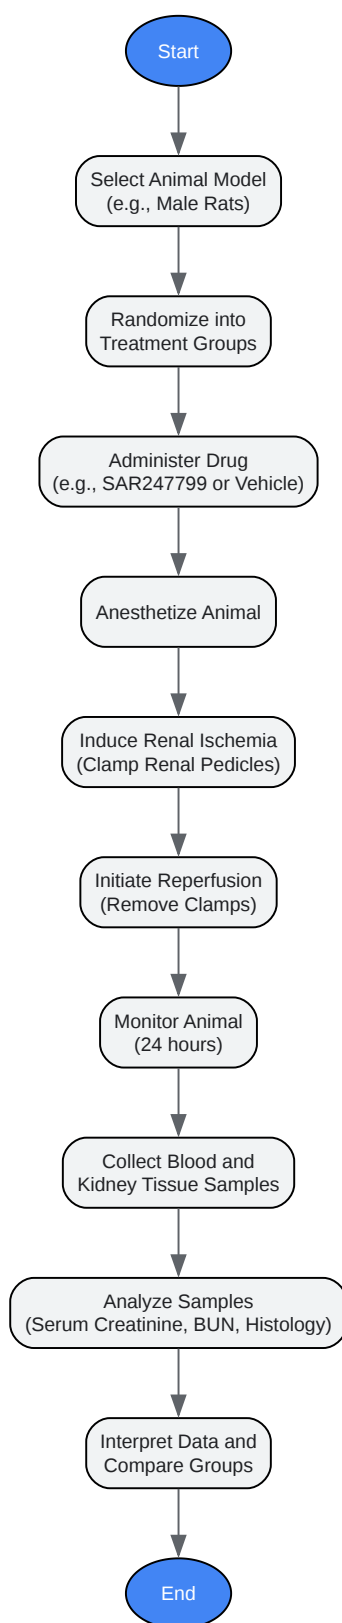 Start
Select Animal Model
(e.g., Male Rats)
Randomize into
Treatment Groups
Administer Drug
(e.g., SAR247799 or Vehicle)
Anesthetize Animal
Induce Renal Ischemia
(Clamp Renal Pedicles)
Initiate Reperfusion
(Remove Clamps)
Monitor Animal
(24 hours)
Collect Blood and
Kidney Tissue Samples
Analyze Samples
(Serum Creatinine, BUN, Histology)
Interpret Data and
Compare Groups
End